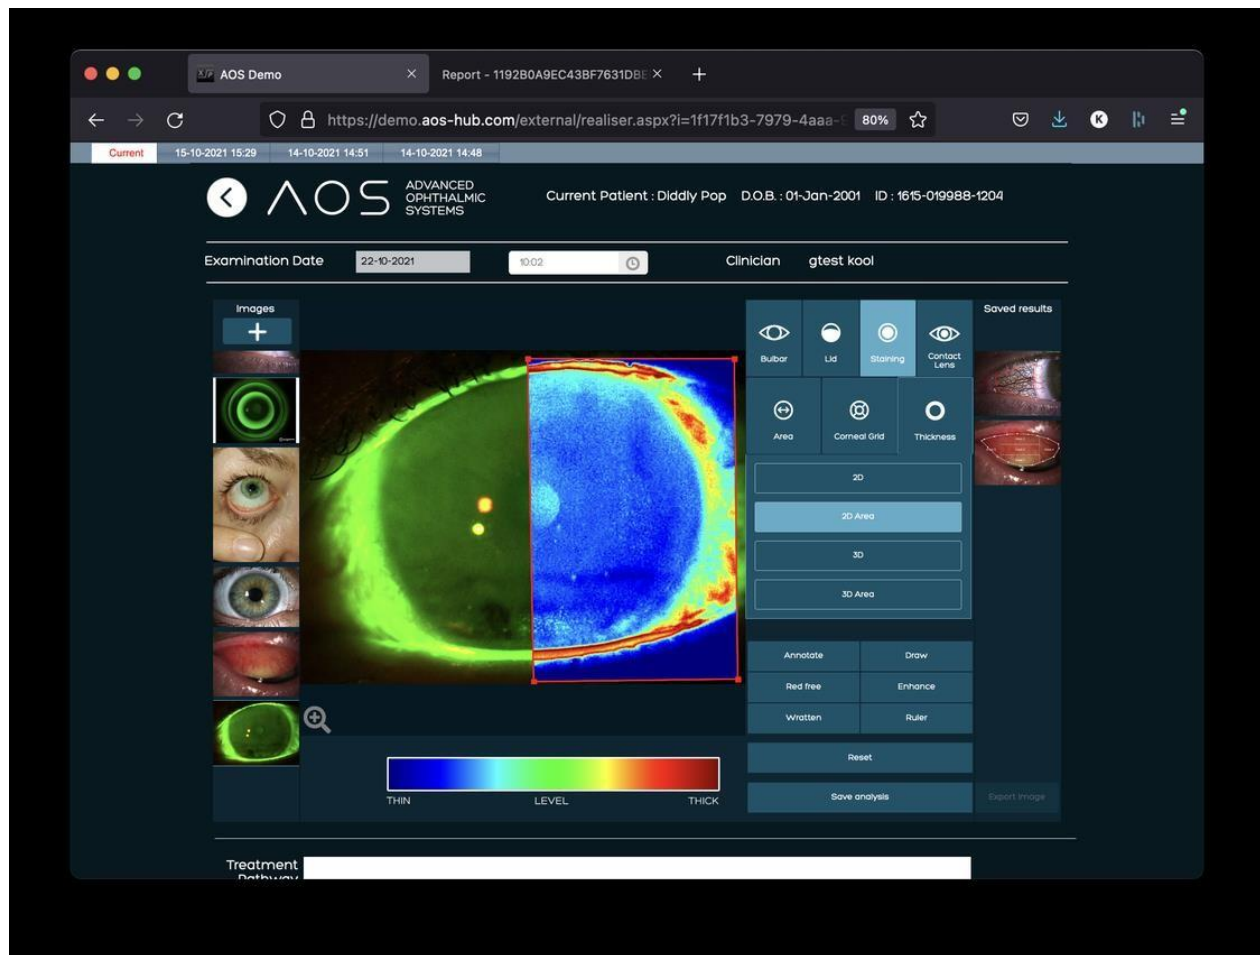 AOS Demo
Report - 1192B0A9EC43BF7631DBE
https://demo.aos-hub.com/external/realiser.aspx?i=1f17f1b3-7979-4aaa-9
80%
K
Current
15-10-2021 15:29
14-10-2021 14:51
14-10-2021 14:48
AOS
ADVANCED
OPHTHALMIC
SYSTEMS
Current Patient : Diddly Pop D.O.B. : 01-Jan-2001 ID : 1615-019988-1204
Examination Date
22-10-2021
10:02
Clinician gtest kool
Images
Bulbar
Lid
Staining
Contact
Lens
Saved results
Area
Corneal Grid
Thickness
2D
2D Area
3D
3D Area
Annotate
Draw
Red free
Enhance
Wratten
Ruler
Reset
Save analysis
Export Image
THIN
LEVEL
THICK
Treatment
Pathway